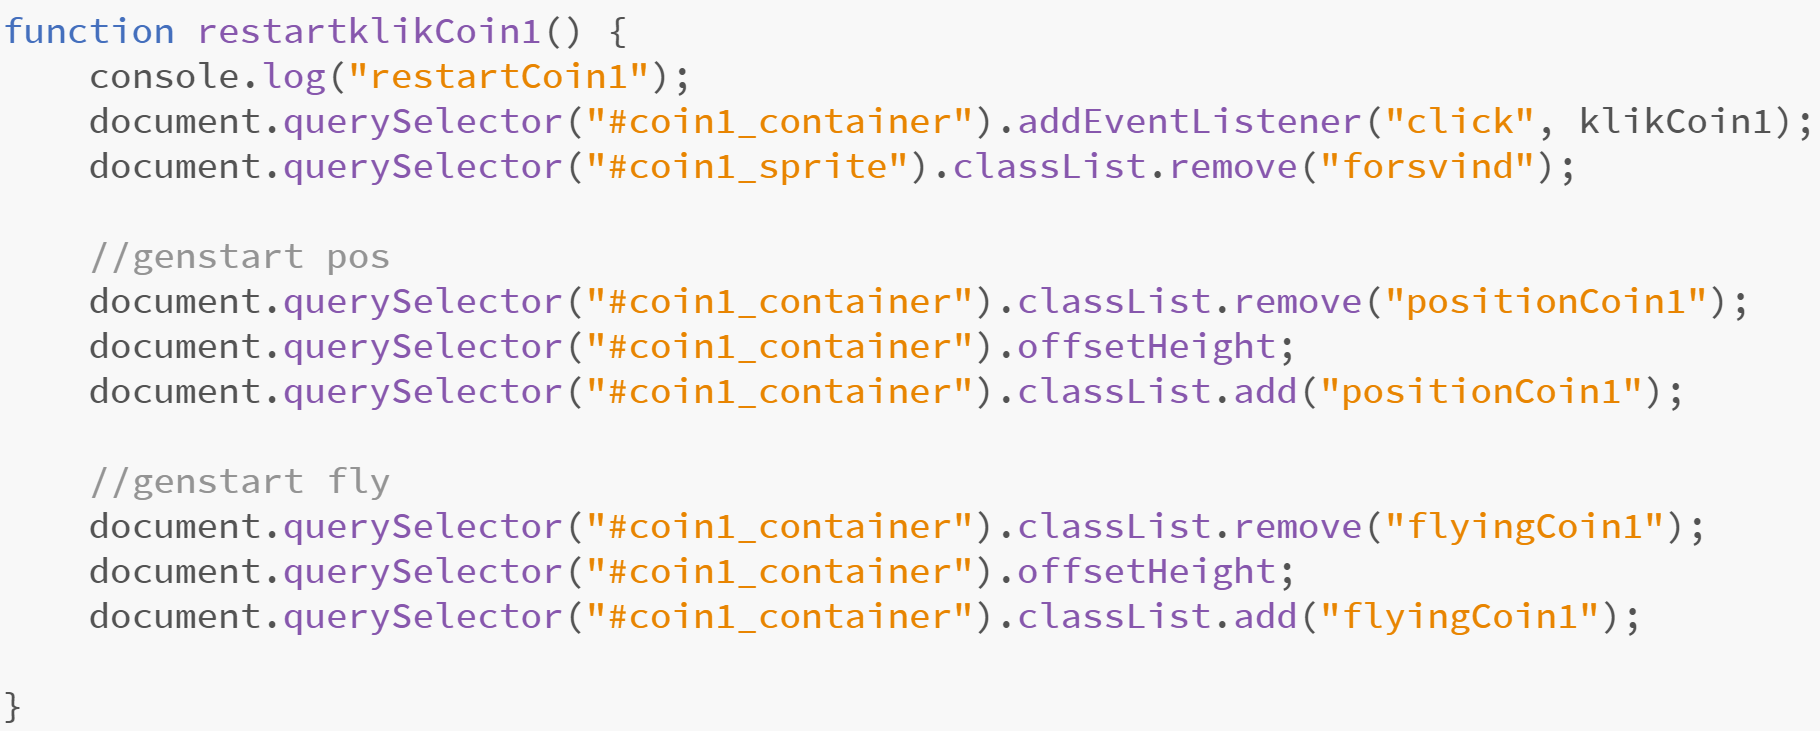 function restartklikCoin1() {
    console.log("restartCoin1");
    document.querySelector("#coin1_container").addEventListener("click", klikCoin1);
    document.querySelector("#coin1_sprite").classList.remove("forsvind");

    //genstart pos
    document.querySelector("#coin1_container").classList.remove("positionCoin1");
    document.querySelector("#coin1_container").offsetHeight;
    document.querySelector("#coin1_container").classList.add("positionCoin1");

    //genstart fly
    document.querySelector("#coin1_container").classList.remove("flyingCoin1");
    document.querySelector("#coin1_container").offsetHeight;
    document.querySelector("#coin1_container").classList.add("flyingCoin1");

}